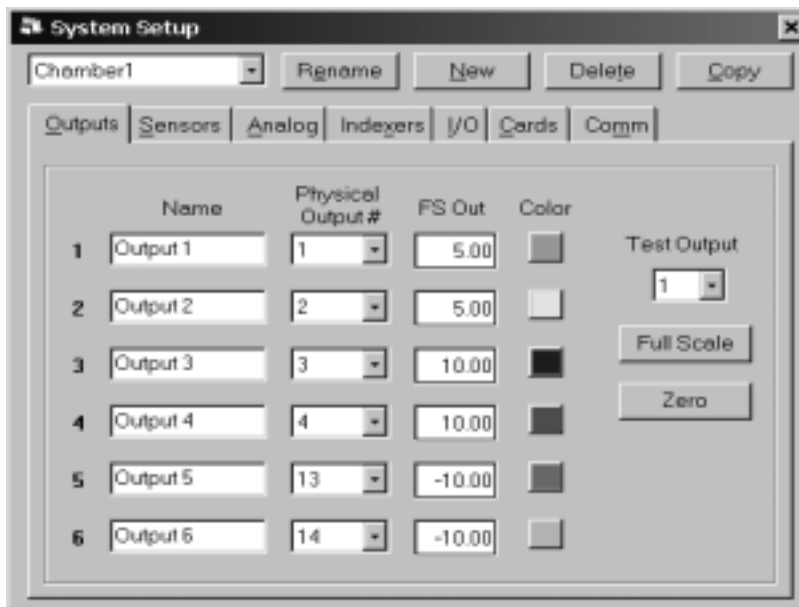 System Setup
Chamber1 Rename New Delete Copy
Outputs Sensors Analog Indexers I/O Cards Comm
Name Physical Output # FS Out Color
1 Output 1 1 5.00 Test Output
1
2 Output 2 2 5.00
Full Scale
3 Output 3 3 10.00
Zero
4 Output 4 4 10.00
5 Output 5 13 -10.00
6 Output 6 14 -10.00